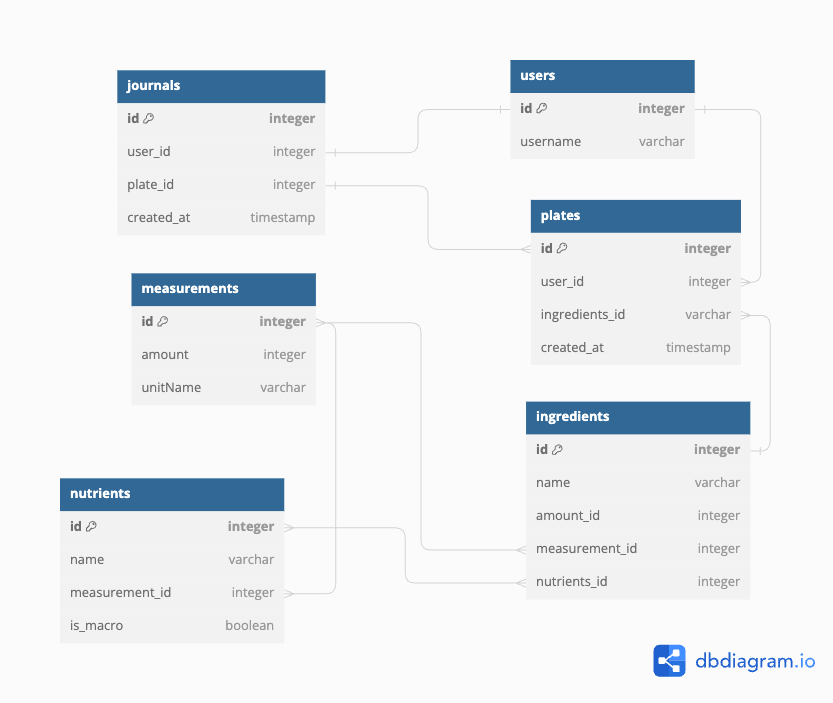 journals
id integer
user_id integer
plate_id integer
created_at timestamp
users
id integer
username varchar
plates
id integer
user_id integer
ingredients_id varchar
created_at timestamp
measurements
id integer
amount integer
unitName varchar
ingredients
id integer
name varchar
amount_id integer
measurement_id integer
nutrients_id integer
nutrients
id integer
name varchar
measurement_id integer
is_macro boolean
dbdiagram.io